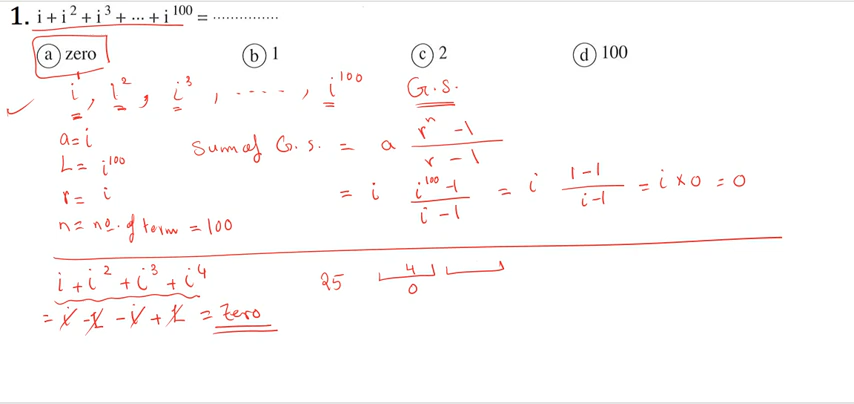 1. i + i² + i³ + ... + i¹⁰⁰ = ...............
(a) zero (b) 1 (c) 2 (d) 100
i , i² , i³ , ..... , i¹⁰⁰ G.S.
a = i
Sum of G.S. = a (rⁿ - 1)/(r - 1)
L = i¹⁰⁰
r = i
= i (i¹⁰⁰ - 1)/(i - 1) = i (1 - 1)/(i - 1) = i × 0 = 0
n = no. of term = 100
i + i² + i³ + i⁴ 25 4 0
= i - 1 - i + 1 = Zero